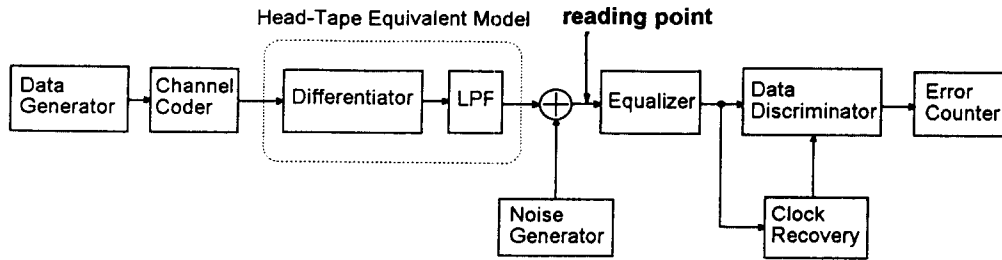 Head-Tape Equivalent Model
reading point
Data
Generator
Channel
Coder
Differentiator
LPF
Equalizer
Data
Discriminator
Error
Counter
Noise
Generator
Clock
Recovery